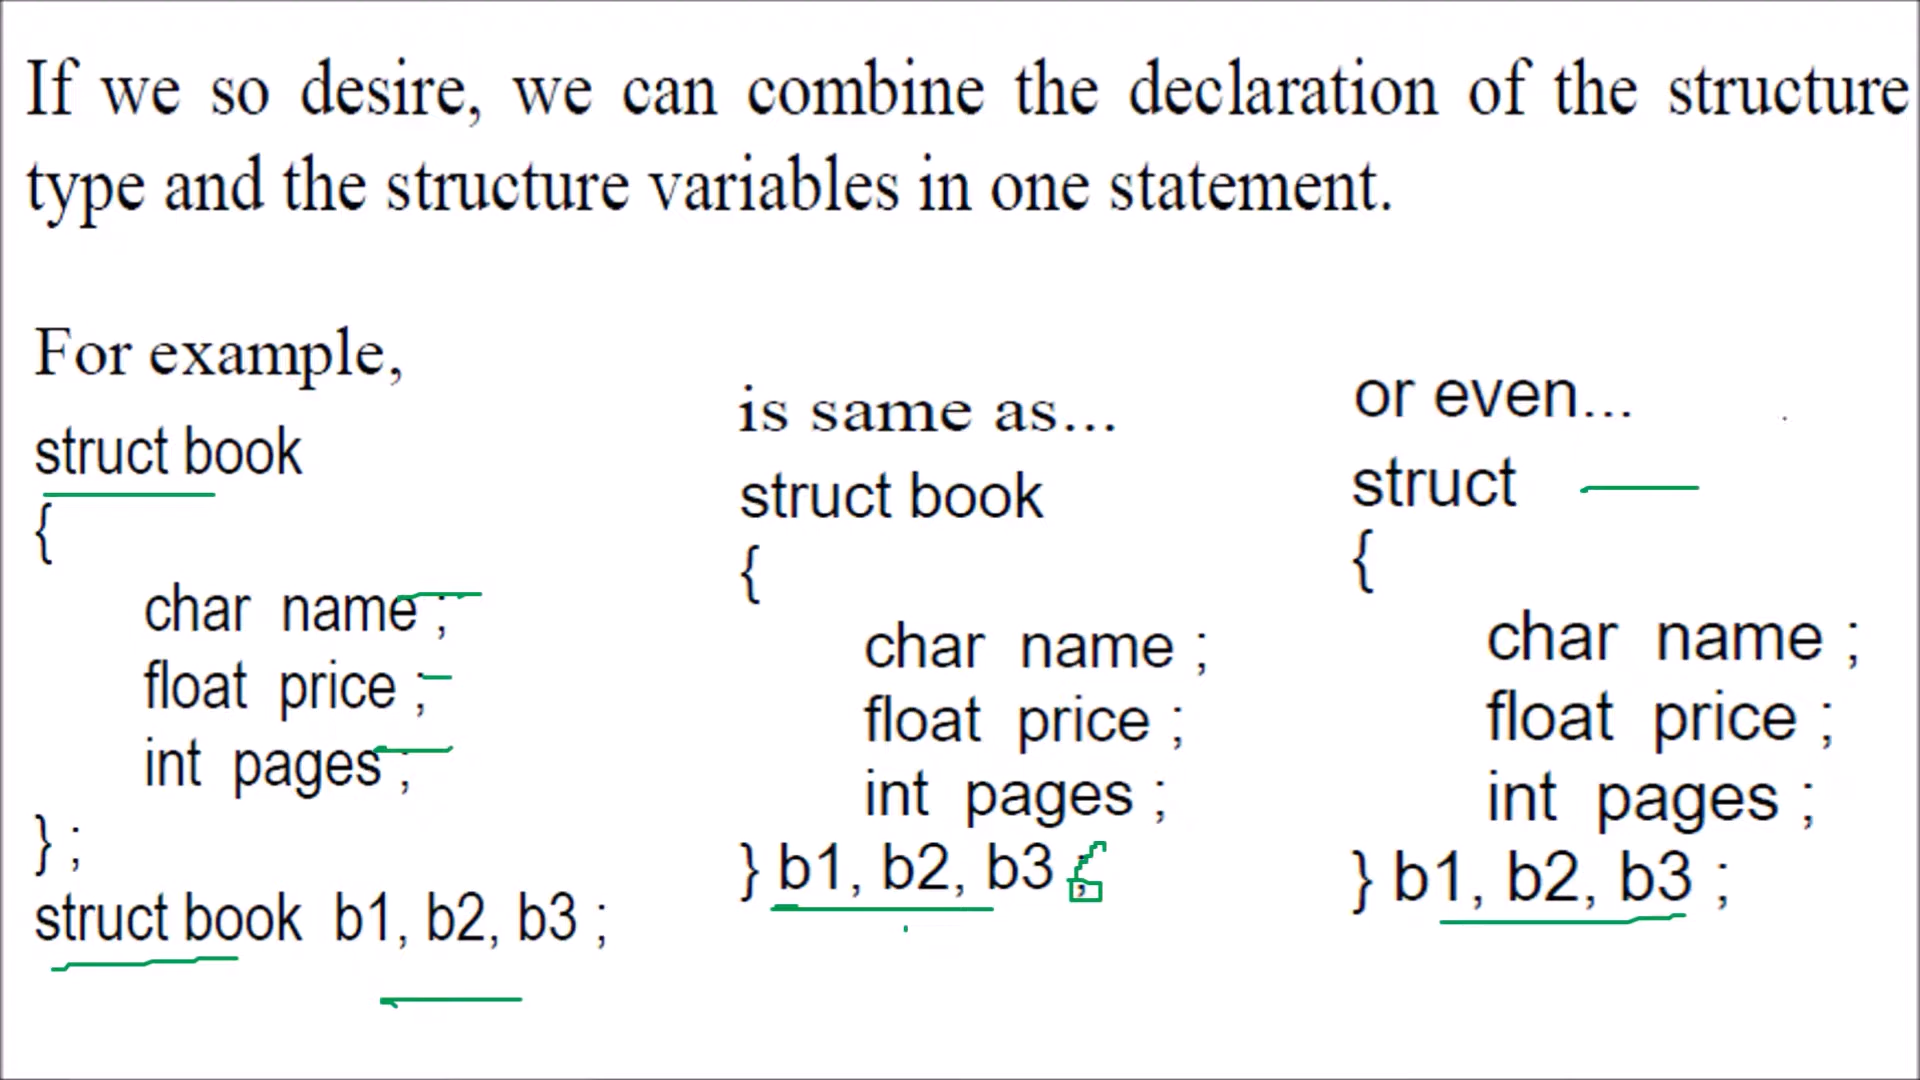 If we so desire, we can combine the declaration of the structure
type and the structure variables in one statement.
For example,
struct book
{
char name ;
float price ;
int pages ;
} ;
struct book b1, b2, b3 ;
is same as...
struct book
{
char name ;
float price ;
int pages ;
} b1, b2, b3 ;
or even...
struct
{
char name ;
float price ;
int pages ;
} b1, b2, b3 ;